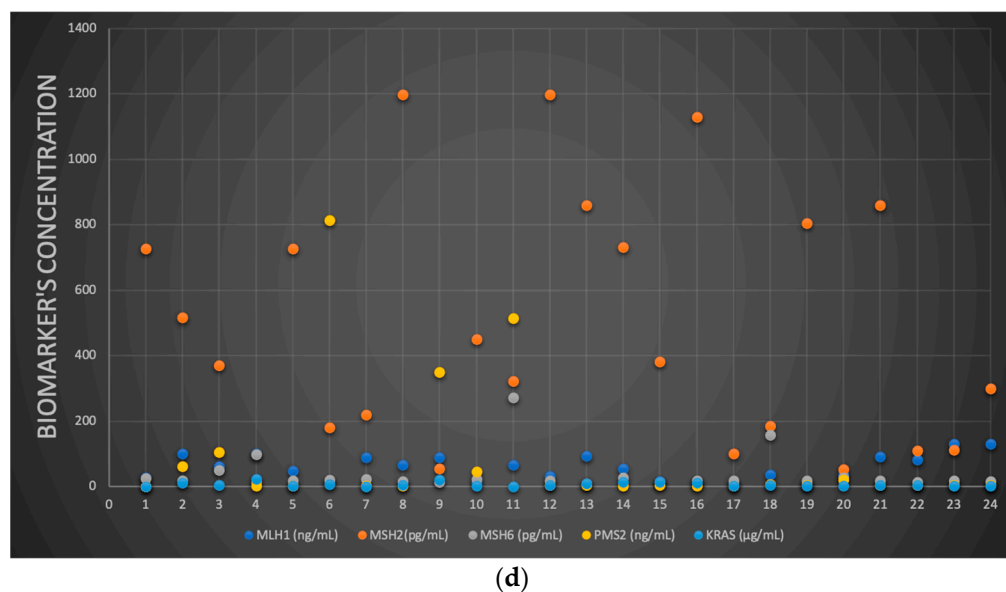 1400
1200
1000
800
600
400
200
0
BIOMARKER'S CONCENTRATION
0 1 2 3 4 5 6 7 8 9 10 11 12 13 14 15 16 17 18 19 20 21 22 23 24
MLH1 (ng/mL) MSH2(pg/mL) MSH6 (pg/mL) PMS2 (ng/mL) KRAS (µg/mL)
(d)